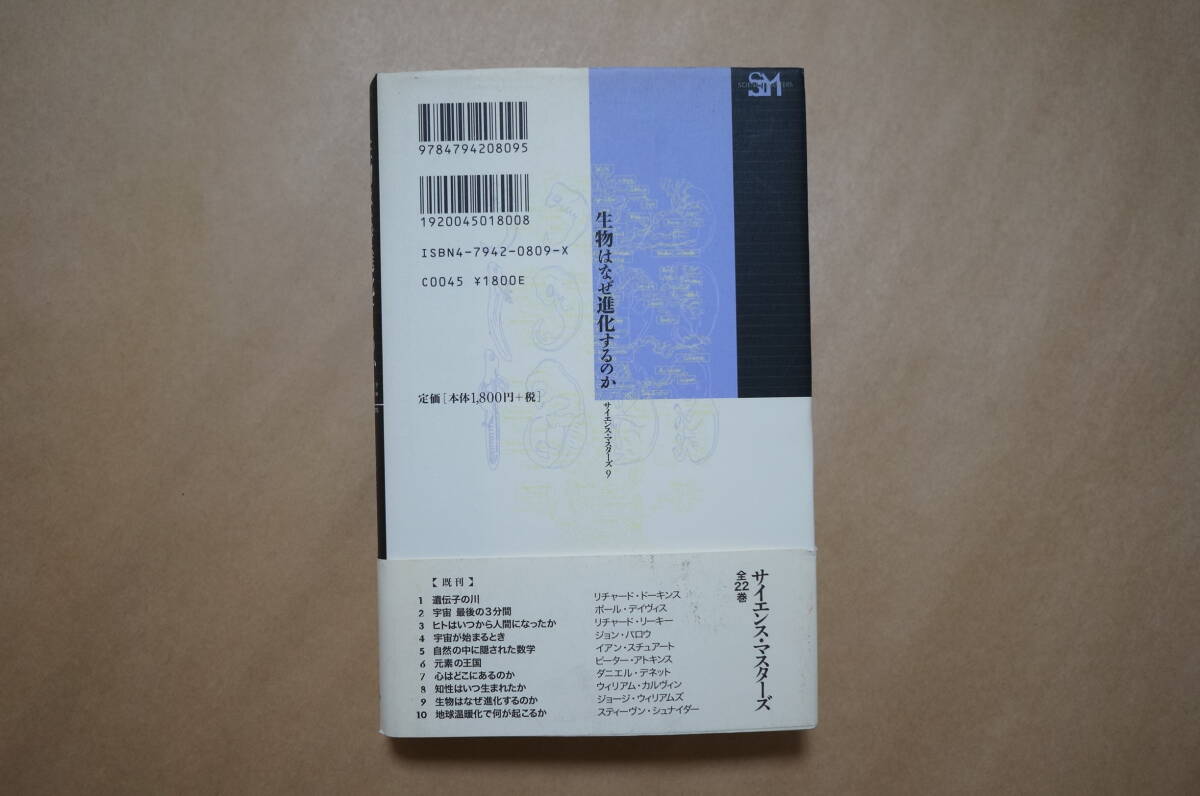 SM
SCIENCE MASTERS
9784794208095
1920045018008
ISBN4-7942-0809-X
C0045 ¥1800E
定価[本体1,800円+税]
生物はなぜ進化するのか
サイエンス・マスターズ 9
サイエンス・マスターズ
全22巻
【既刊】
1 遺伝子の川 リチャード・ドーキンス
2 宇宙 最後の3分間 ポール・デイヴィス
3 ヒトはいつから人間になったか リチャード・リーキー
4 宇宙が始まるとき ジョン・バロウ
5 自然の中に隠された数学 イアン・スチュアート
6 元素の王国 ピーター・アトキンス
7 心はどこにあるのか ダニエル・デネット
8 知性はいつ生まれたか ウィリアム・カルヴィン
9 生物はなぜ進化するのか ジョージ・ウィリアムズ
10 地球温暖化で何が起こるか スティーヴン・シュナイダー